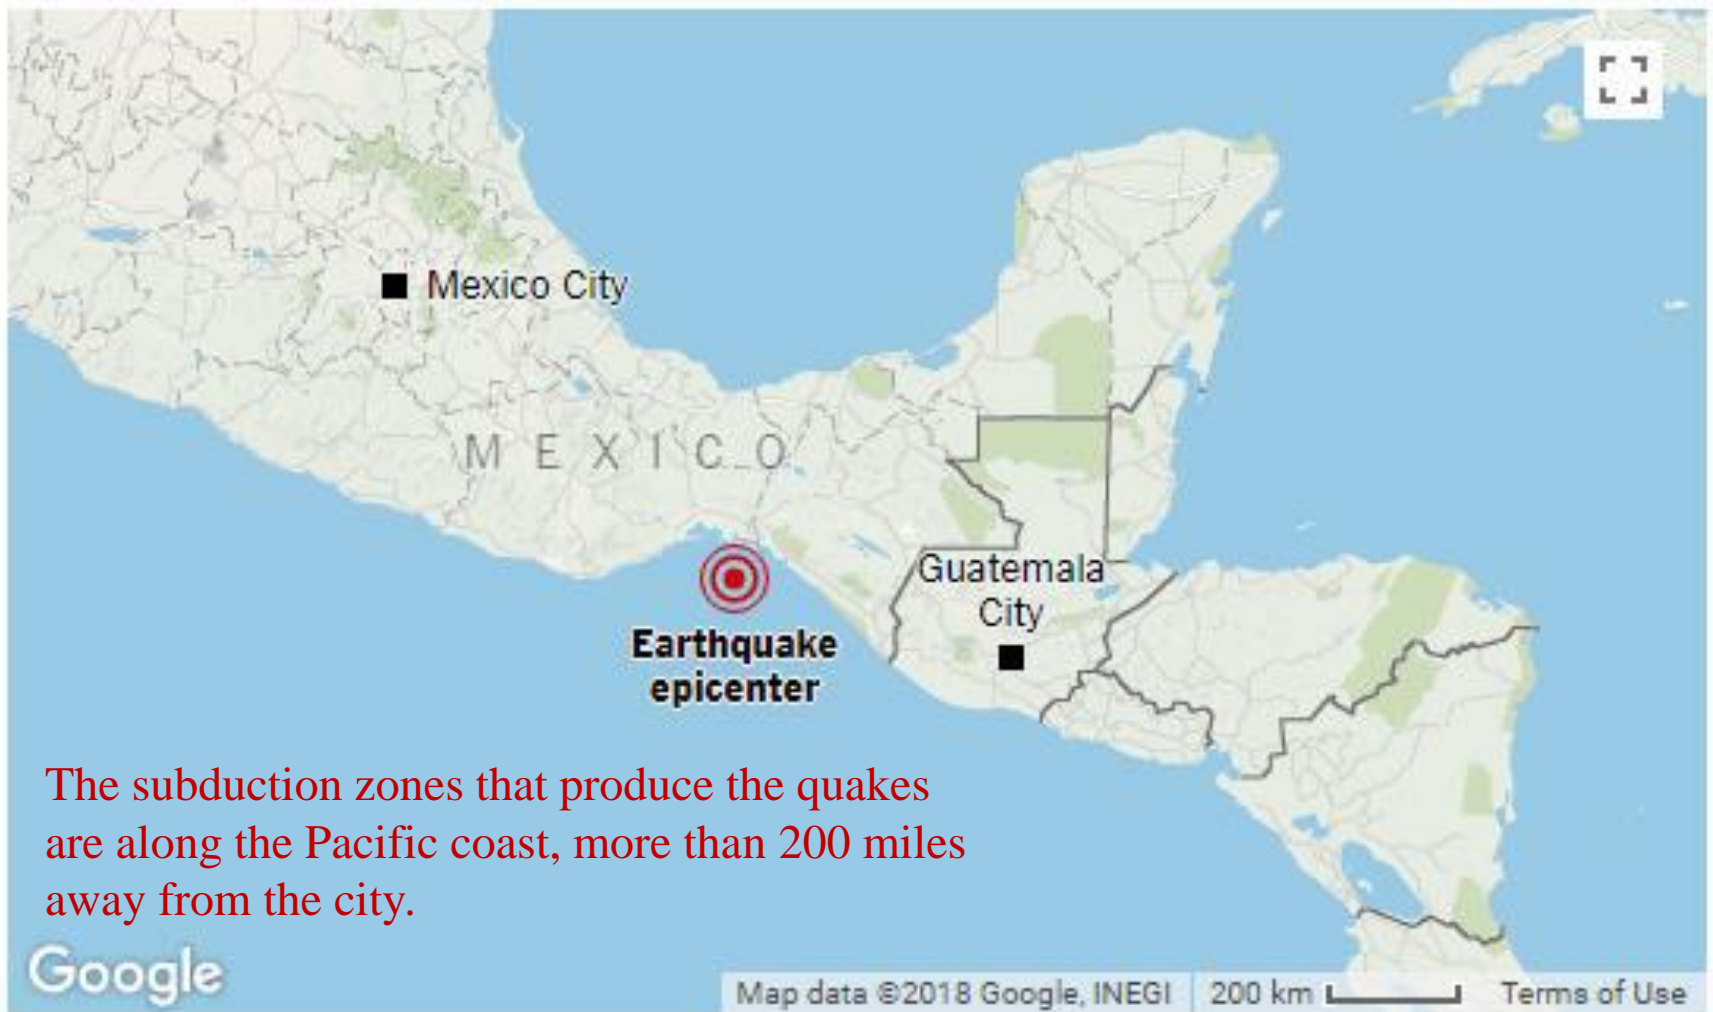 Mexico City
MEXICO
Guatemala
City
Earthquake
epicenter
The subduction zones that produce the quakes
are along the Pacific coast, more than 200 miles
away from the city.
Google
Map data ©2018 Google, INEGI 200 km Terms of Use